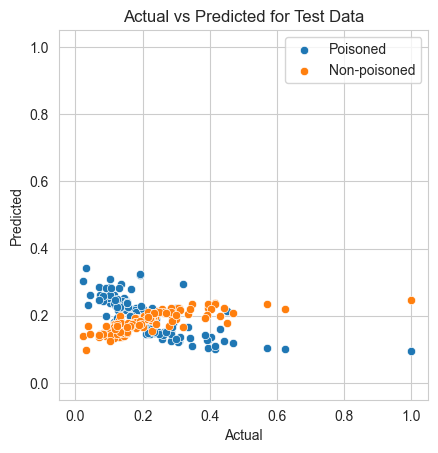 Actual vs Predicted for Test Data
Poisoned
Non-poisoned
Predicted
1.0
0.8
0.6
0.4
0.2
0.0
0.0 0.2 0.4 0.6 0.8 1.0
Actual